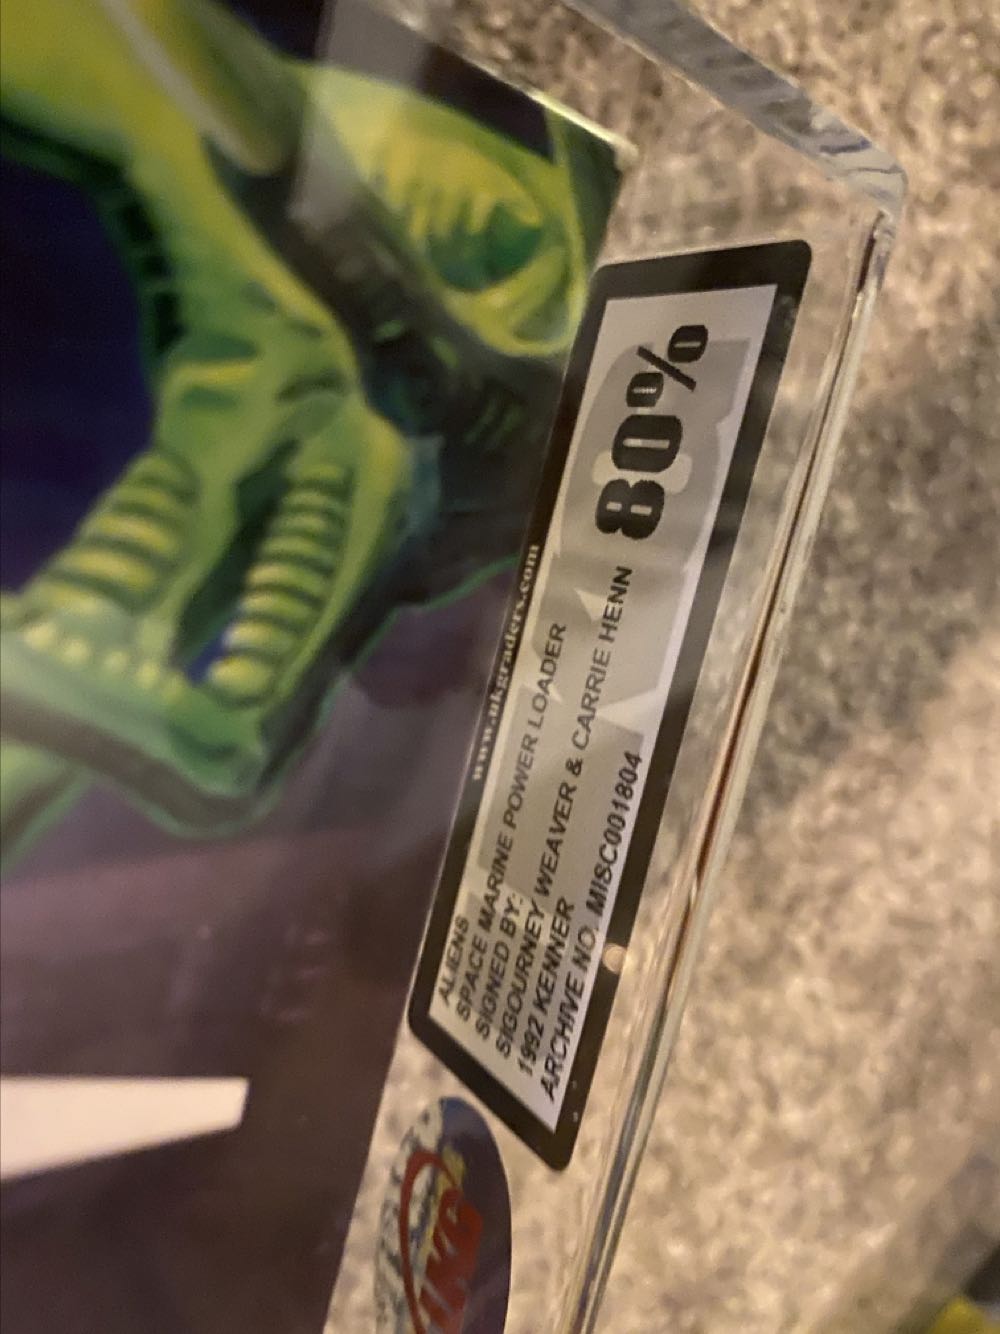 www.ukgraders.com
ALIENS
SPACE MARINE POWER LOADER
SIGNED BY:
SIGOURNEY WEAVER & CARRIE HENN
1992 KENNER
ARCHIVE NO. MISC001804
80%
UKG